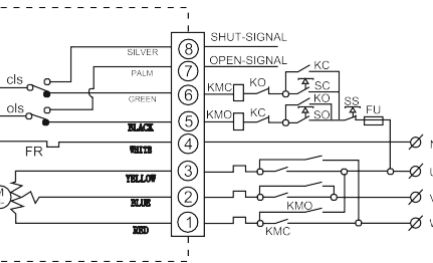 SHUT-SIGNAL
8
SILVER
OPEN-SIGNAL
7
PALM
KC
cls
KMC
KO
SC
6
GREEN
KO
SS
ols
KMO
KC
SO
FU
5
BLACK
4
WHITE
N
FR
3
YELLOW
U
M
2
BLUE
V
KMO
1
RED
W
KMC